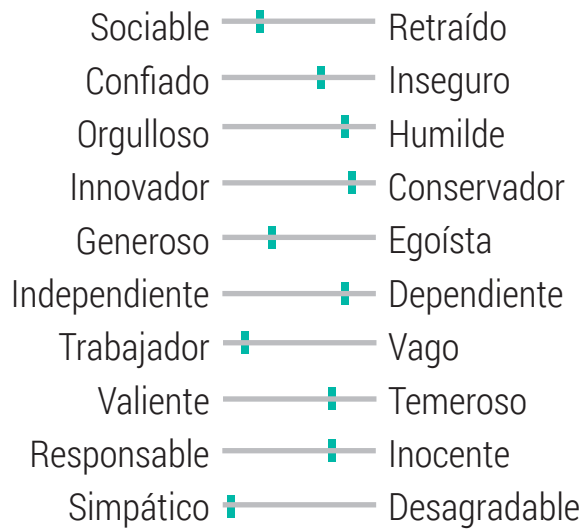 Sociable Retraído
Confiado Inseguro
Orgulloso Humilde
Innovador Conservador
Generoso Egoísta
Independiente Dependiente
Trabajador Vago
Valiente Temeroso
Responsable Inocente
Simpático Desagradable